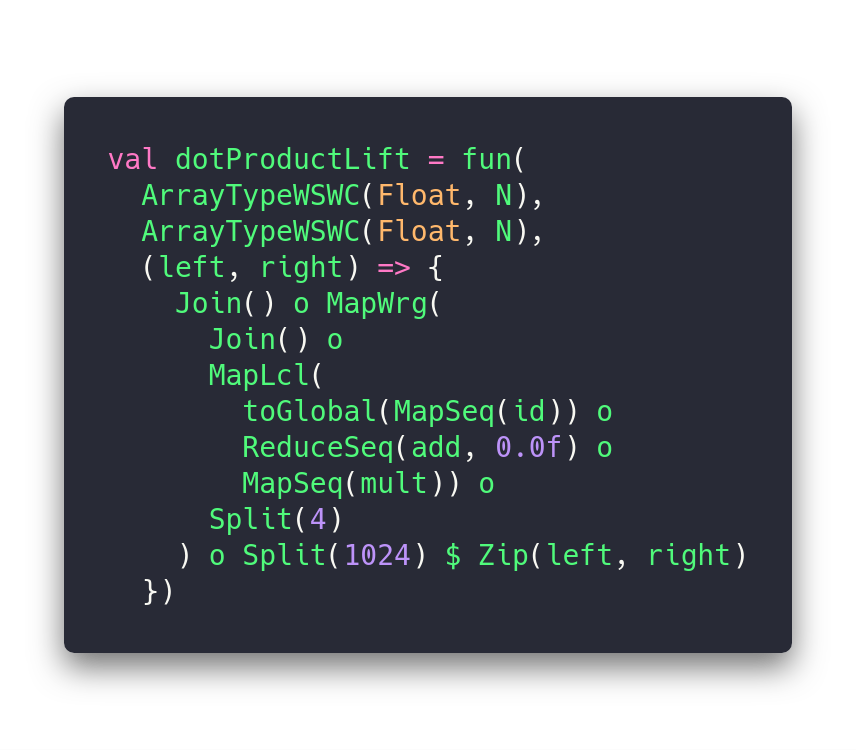 val dotProductLift = fun(
  ArrayTypeWSWC(Float, N),
  ArrayTypeWSWC(Float, N),
  (left, right) => {
    Join() o MapWrg(
      Join() o
      MapLcl(
        toGlobal(MapSeq(id)) o
        ReduceSeq(add, 0.0f) o
        MapSeq(mult)) o
      Split(4)
    ) o Split(1024) $ Zip(left, right)
  })